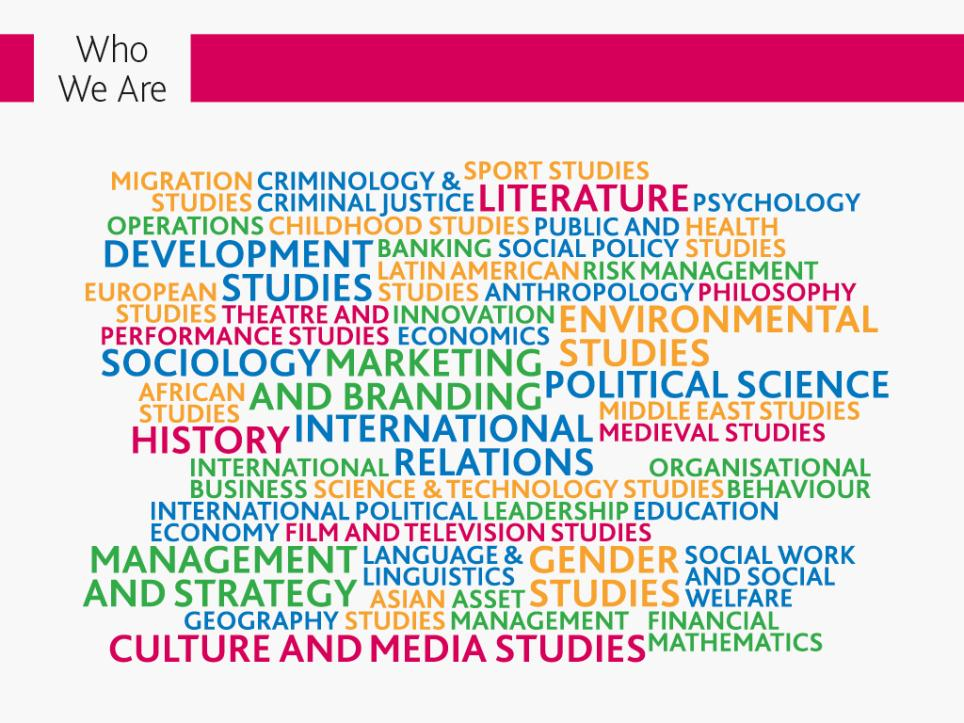 Who
We Are
SPORT STUDIES
MIGRATION CRIMINOLOGY &
STUDIES CRIMINAL JUSTICE LITERATURE PSYCHOLOGY
OPERATIONS CHILDHOOD STUDIES PUBLIC AND HEALTH
DEVELOPMENT BANKING SOCIAL POLICY STUDIES
LATIN AMERICAN RISK MANAGEMENT
EUROPEAN STUDIES STUDIES ANTHROPOLOGY PHILOSOPHY
STUDIES THEATRE AND INNOVATION ENVIRONMENTAL
PERFORMANCE STUDIES ECONOMICS
STUDIES
SOCIOLOGY MARKETING
POLITICAL SCIENCE
AFRICAN AND BRANDING
STUDIES MIDDLE EAST STUDIES
HISTORY INTERNATIONAL MEDIEVAL STUDIES
RELATIONS
INTERNATIONAL ORGANISATIONAL
BUSINESS SCIENCE & TECHNOLOGY STUDIES BEHAVIOUR
INTERNATIONAL POLITICAL LEADERSHIP EDUCATION
ECONOMY FILM AND TELEVISION STUDIES
MANAGEMENT LANGUAGE & GENDER SOCIAL WORK
LINGUISTICS AND SOCIAL
AND STRATEGY ASIAN ASSET STUDIES WELFARE
GEOGRAPHY STUDIES MANAGEMENT FINANCIAL
CULTURE AND MEDIA STUDIES MATHEMATICS